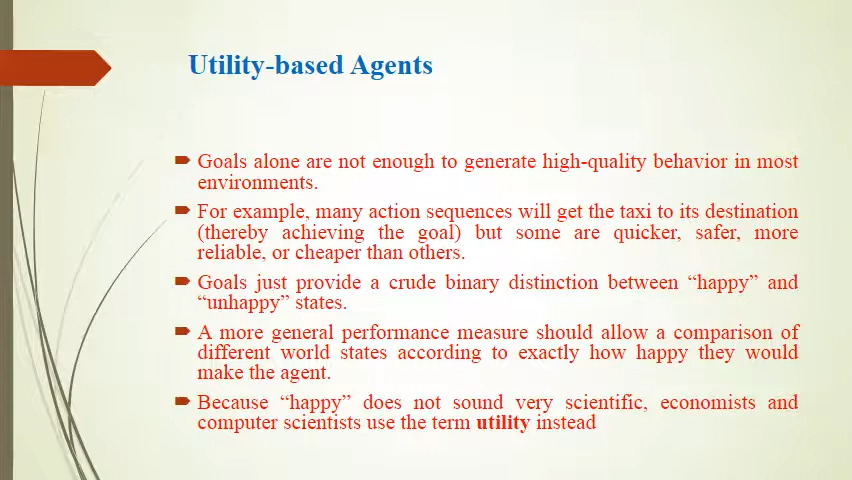 Utility-based Agents
Goals alone are not enough to generate high-quality behavior in most
environments.
For example, many action sequences will get the taxi to its destination
(thereby achieving the goal) but some are quicker, safer, more
reliable, or cheaper than others.
Goals just provide a crude binary distinction between “happy” and
“unhappy” states.
A more general performance measure should allow a comparison of
different world states according to exactly how happy they would
make the agent.
Because “happy” does not sound very scientific, economists and
computer scientists use the term utility instead